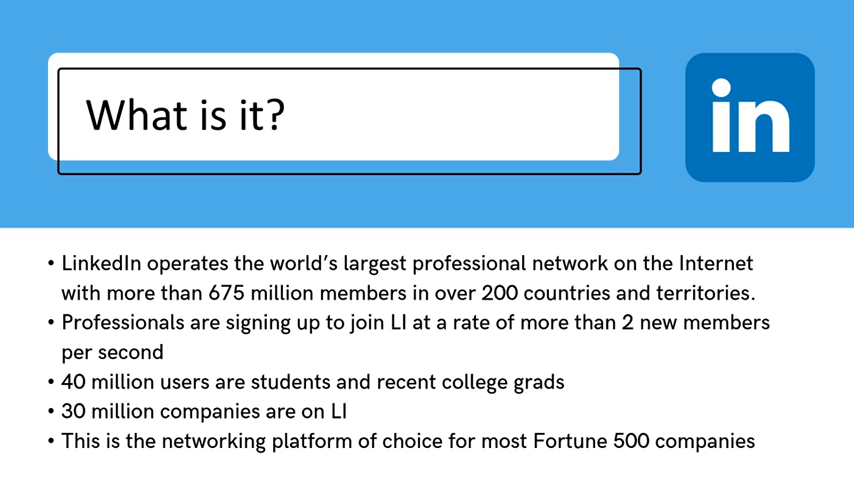 What is it?
in
• LinkedIn operates the world’s largest professional network on the Internet
with more than 675 million members in over 200 countries and territories.
• Professionals are signing up to join LI at a rate of more than 2 new members
per second
• 40 million users are students and recent college grads
• 30 million companies are on LI
• This is the networking platform of choice for most Fortune 500 companies